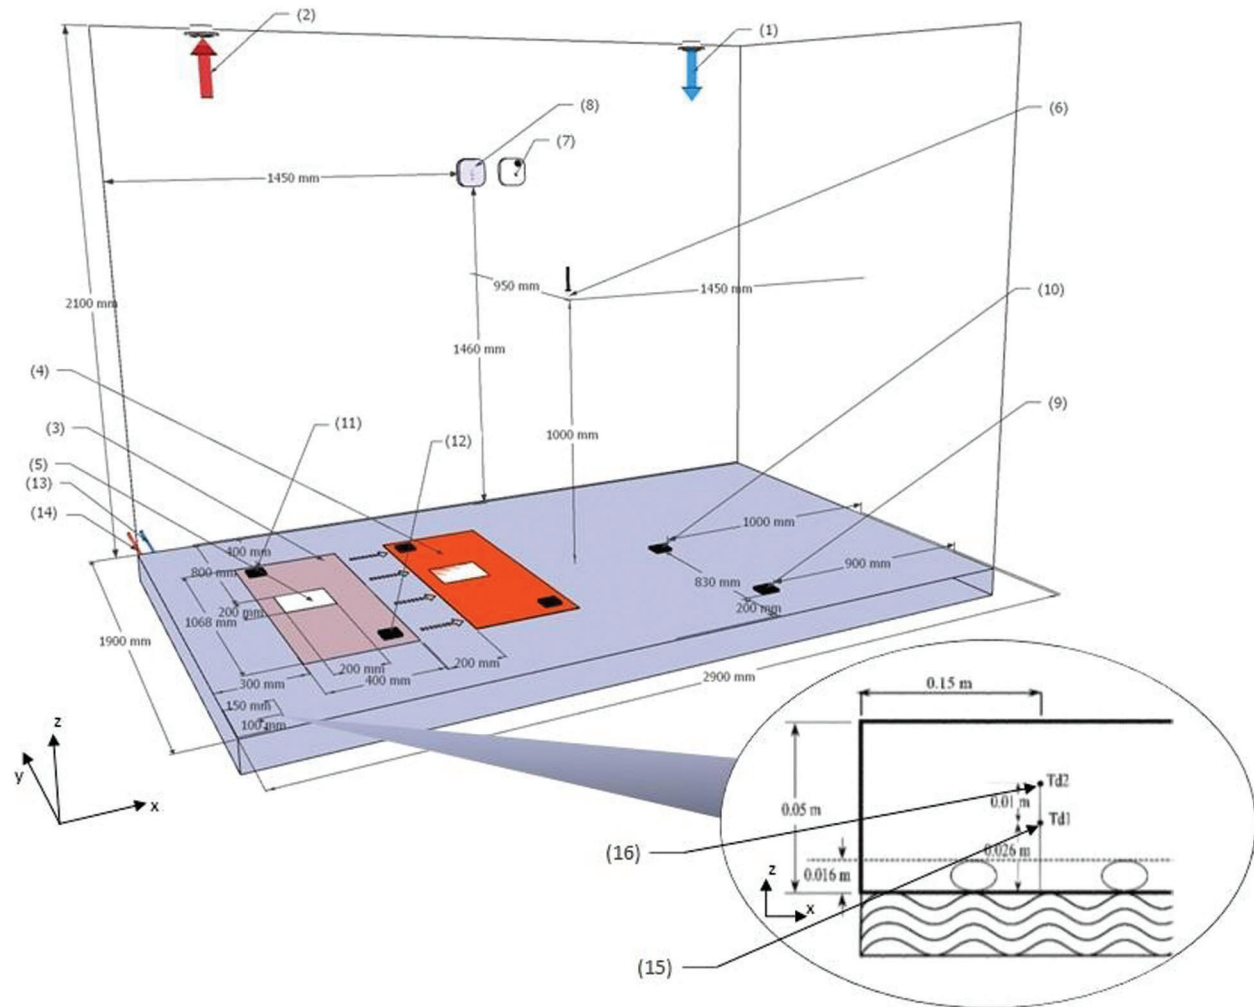 (2)
(1)
(8)
(6)
(7)
1450 mm
950 mm
1450 mm
(10)
2100 mm
1460 mm
(4)
(9)
(11)
(3)
(12)
1000 mm
(5)
(13)
(14)
1000 mm
400 mm
900 mm
800 mm
830 mm
200 mm
200 mm
1068 mm
1900 mm
200 mm
200 mm
300 mm
400 mm
2900 mm
150 mm
100 mm
0.15 m
z
y
x
Td2
0.01 m
0.05 m
Td1
0.026 m
(16)
0.016 m
z
x
(15)